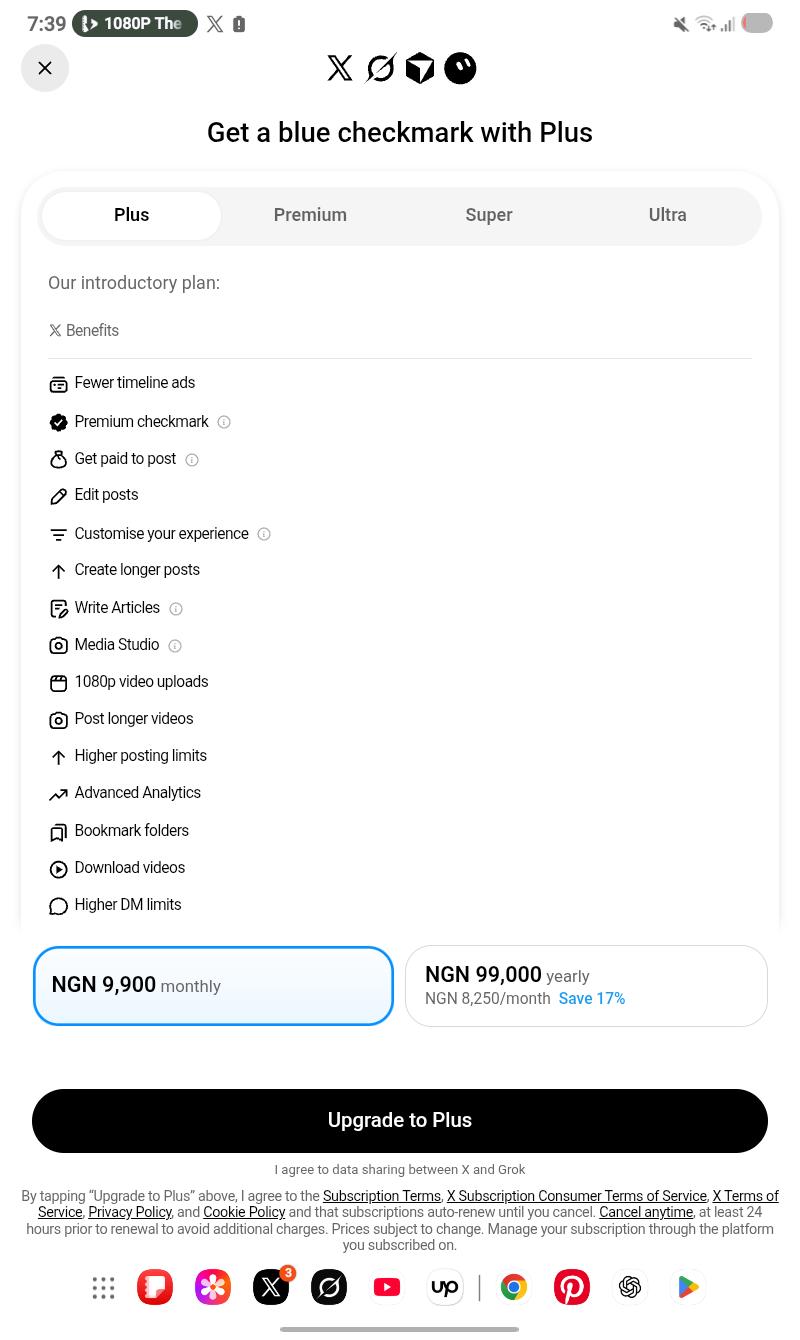 7:39 1080P The
Get a blue checkmark with Plus
Plus Premium Super Ultra
Our introductory plan:
Benefits
Fewer timeline ads
Premium checkmark
Get paid to post
Edit posts
Customise your experience
Create longer posts
Write Articles
Media Studio
1080p video uploads
Post longer videos
Higher posting limits
Advanced Analytics
Bookmark folders
Download videos
Higher DM limits
NGN 9,900 monthly
NGN 99,000 yearly
NGN 8,250/month Save 17%
Upgrade to Plus
I agree to data sharing between X and Grok
By tapping “Upgrade to Plus” above, I agree to the Subscription Terms, X Subscription Consumer Terms of Service, X Terms of
Service, Privacy Policy, and Cookie Policy and that subscriptions auto-renew until you cancel. Cancel anytime, at least 24
hours prior to renewal to avoid additional charges. Prices subject to change. Manage your subscription through the platform
you subscribed on.
3
up